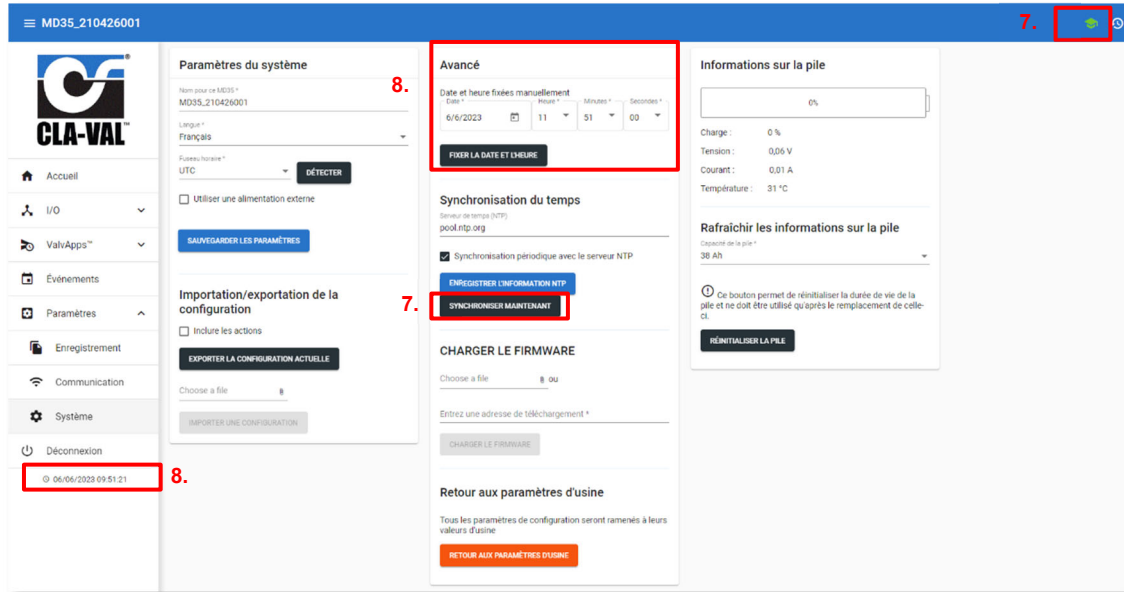 MD35_210426001
7.
CLA-VAL™
Accueil
I/O
ValvApps™
Événements
Paramètres
Enregistrement
Communication
Système
Déconnexion
06/06/2023 09:51:21
8.
Paramètres du système
Nom pour ce MD35 *
MD35_210426001
Langue *
Français
Fuseau horaire *
UTC
DÉTECTER
Utiliser une alimentation externe
SAUVEGARDER LES PARAMÈTRES
Importation/exportation de la
configuration
Inclure les actions
EXPORTER LA CONFIGURATION ACTUELLE
Choose a file
IMPORTER UNE CONFIGURATION
8.
Avancé
Date et heure fixées manuellement
Date * Heure * Minutes * Secondes *
6/6/2023 11 51 00
FIXER LA DATE ET L'HEURE
Synchronisation du temps
Serveur de temps (NTP)
pool.ntp.org
Synchronisation périodique avec le serveur NTP
ENREGISTRER L'INFORMATION NTP
7.
SYNCHRONISER MAINTENANT
CHARGER LE FIRMWARE
Choose a file ou
Entrez une adresse de téléchargement *
CHARGER LE FIRMWARE
Retour aux paramètres d'usine
Tous les paramètres de configuration seront ramenés à leurs
valeurs d'usine
RETOUR AUX PARAMÈTRES D'USINE
Informations sur la pile
0%
Charge : 0 %
Tension : 0,06 V
Courant : 0,01 A
Température : 31 °C
Rafraîchir les informations sur la pile
Capacité de la pile *
38 Ah
Ce bouton permet de réinitialiser la durée de vie de la
pile et ne doit être utilisé qu'après le remplacement de celle-
ci.
RÉINITIALISER LA PILE